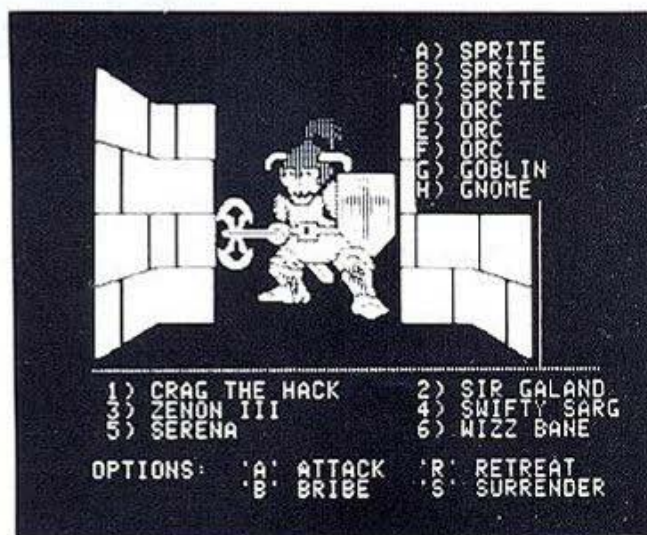 A) SPRITE
B) SPRITE
C) SPRITE
D) ORC
E) ORC
F) ORC
G) GOBLIN
H) GNOME
1) CRAG THE HACK 2) SIR GALAND
3) ZENON III 4) SWIFTY SARG
5) SERENA 6) WIZZ BANE
OPTIONS: 'A' ATTACK 'R' RETREAT
'B' BRIBE 'S' SURRENDER